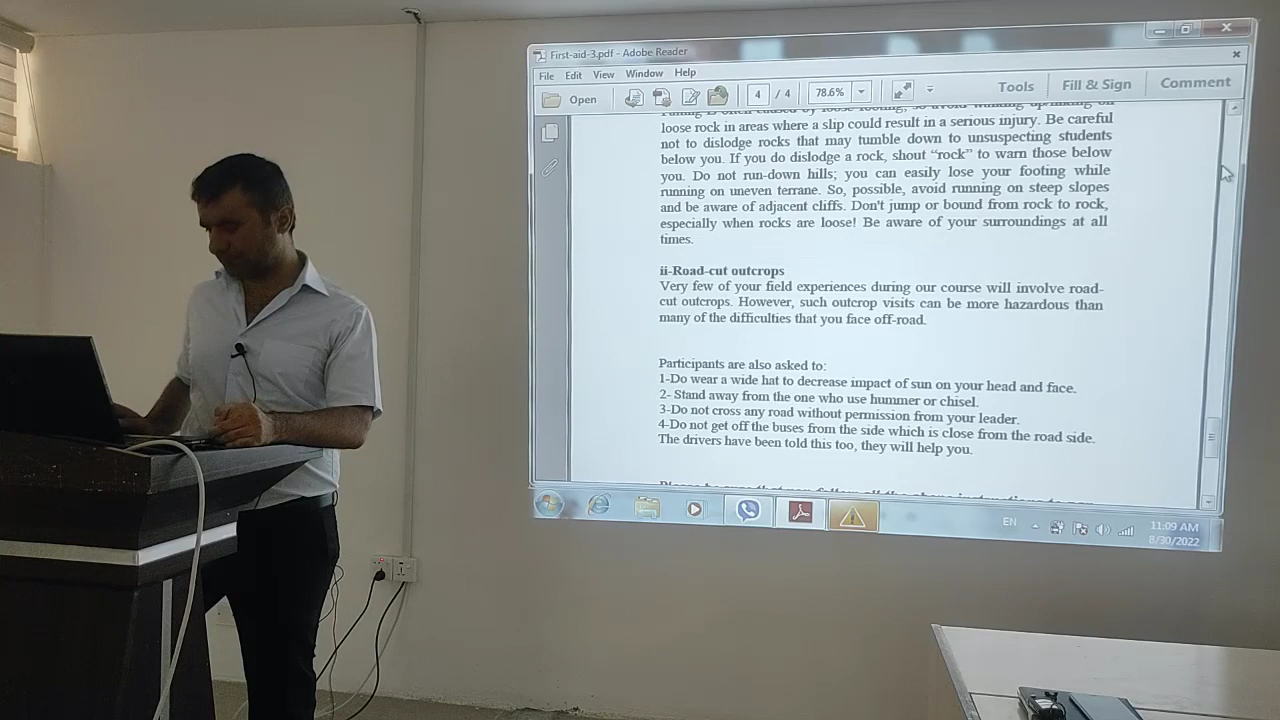 First-aid-3.pdf - Adobe Reader
File Edit View Window Help
Open 4 / 4 78.6% Tools Fill & Sign Comment
loose rock in areas where a slip could result in a serious injury. Be careful
not to dislodge rocks that may tumble down to unsuspecting students
below you. If you do dislodge a rock, shout “rock” to warn those below
you. Do not run-down hills; you can easily lose your footing while
running on uneven terrane. So, possible, avoid running on steep slopes
and be aware of adjacent cliffs. Don't jump or bound from rock to rock,
especially when rocks are loose! Be aware of your surroundings at all
times.
ii-Road-cut outcrops
Very few of your field experiences during our course will involve road-
cut outcrops. However, such outcrop visits can be more hazardous than
many of the difficulties that you face off-road.
Participants are also asked to:
1-Do wear a wide hat to decrease impact of sun on your head and face.
2- Stand away from the one who use hummer or chisel.
3-Do not cross any road without permission from your leader.
4-Do not get off the buses from the side which is close from the road side.
The drivers have been told this too, they will help you.
EN 11:09 AM
8/30/2022